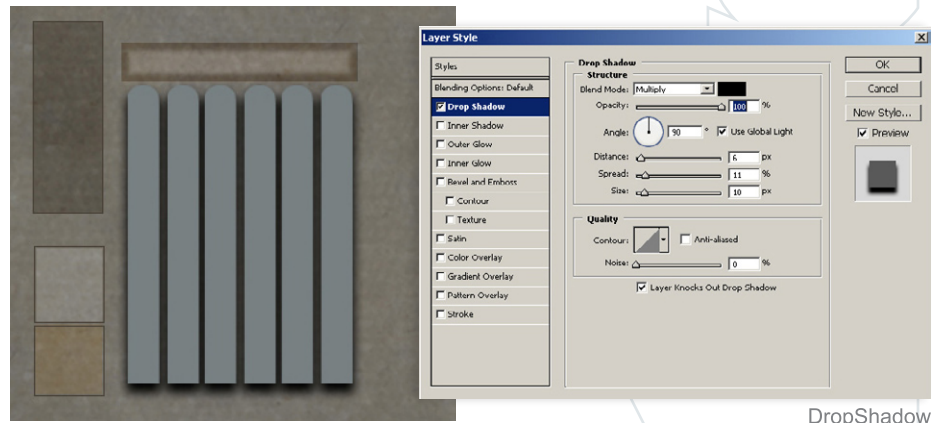 Layer Style
Styles
Blending Options: Default
Drop Shadow
Inner Shadow
Outer Glow
Inner Glow
Bevel and Emboss
Contour
Texture
Satin
Color Overlay
Gradient Overlay
Pattern Overlay
Stroke
Drop Shadow
Structure
Blend Mode: Multiply
Opacity: 100 %
Angle: 90 ° Use Global Light
Distance: 6 px
Spread: 11 %
Size: 10 px
Quality
Contour: Anti-aliased
Noise: 0 %
Layer Knocks Out Drop Shadow
OK
Cancel
New Style...
Preview
DropShadow